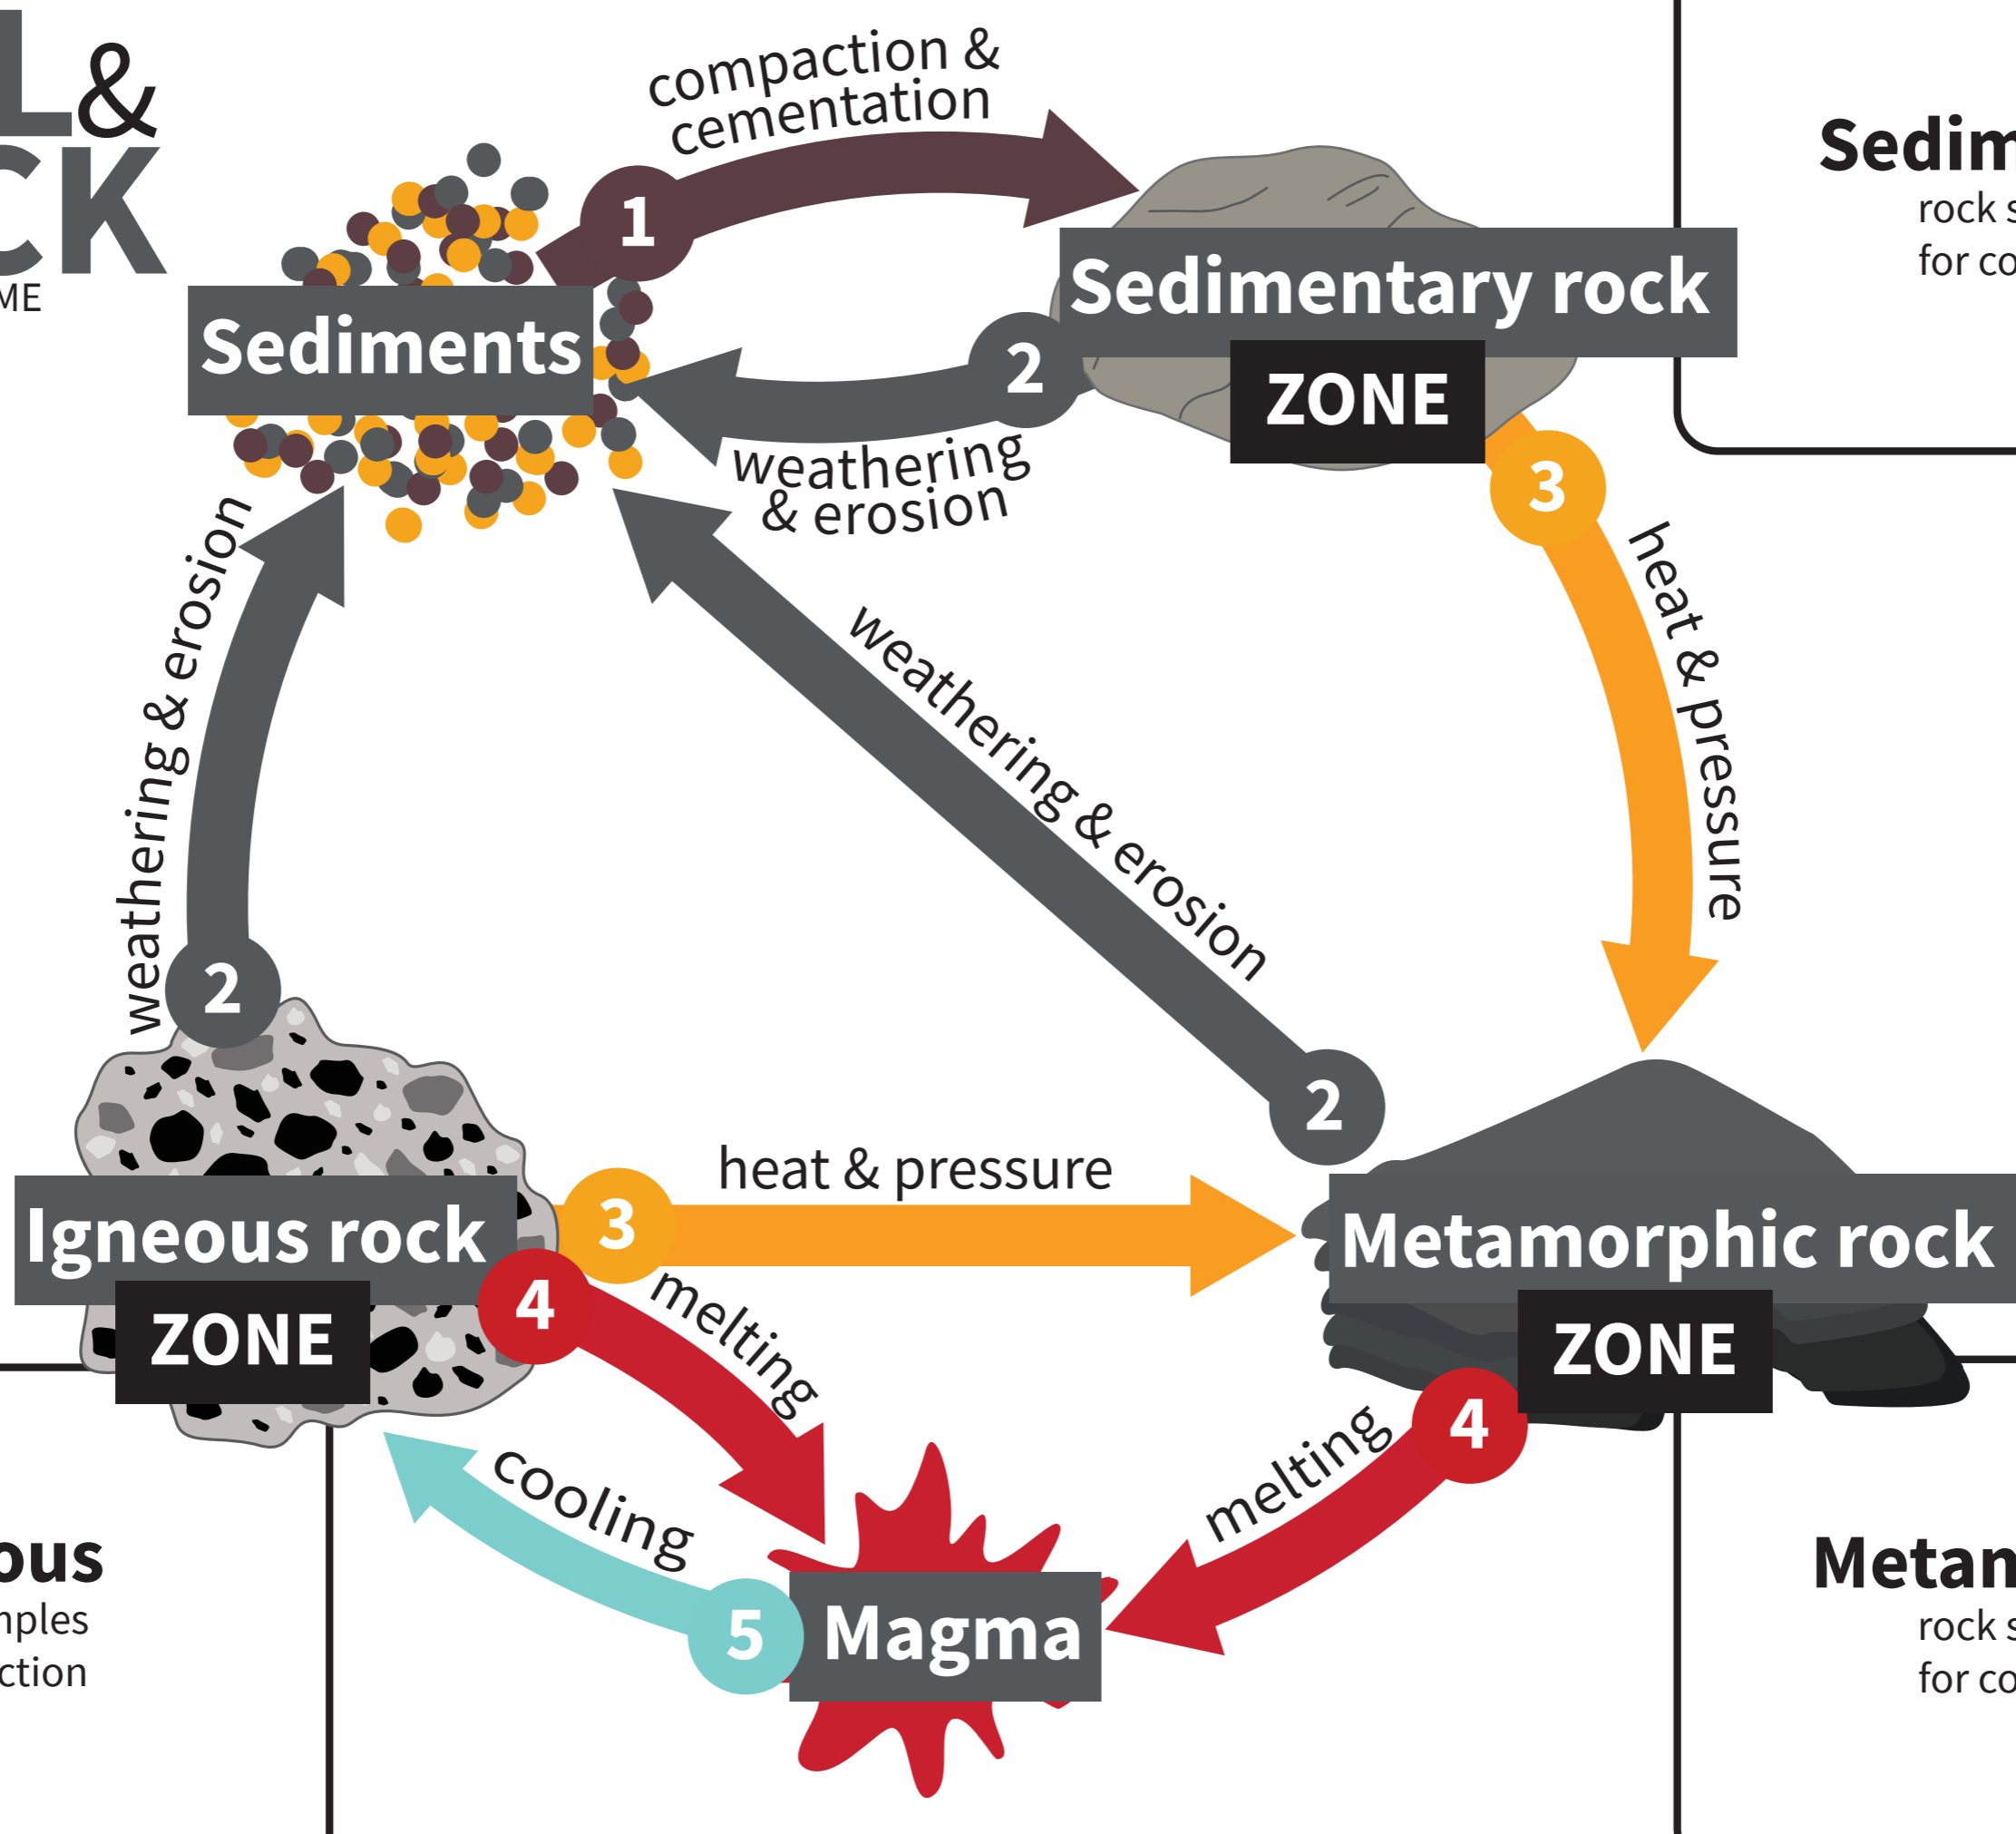 L&
CK
ME
compaction &
cementation
1
Sediments
Sedimentary rock
ZONE
2
weathering
& erosion
3
heat & pressure
weathering & erosion
2
weathering & erosion
2
Igneous rock
ZONE
3
heat & pressure
Metamorphic rock
ZONE
4
melting
4
melting
cooling
5
Magma
Sedim
rock s
for co
ous
mples
ction
Metam
rock s
for co